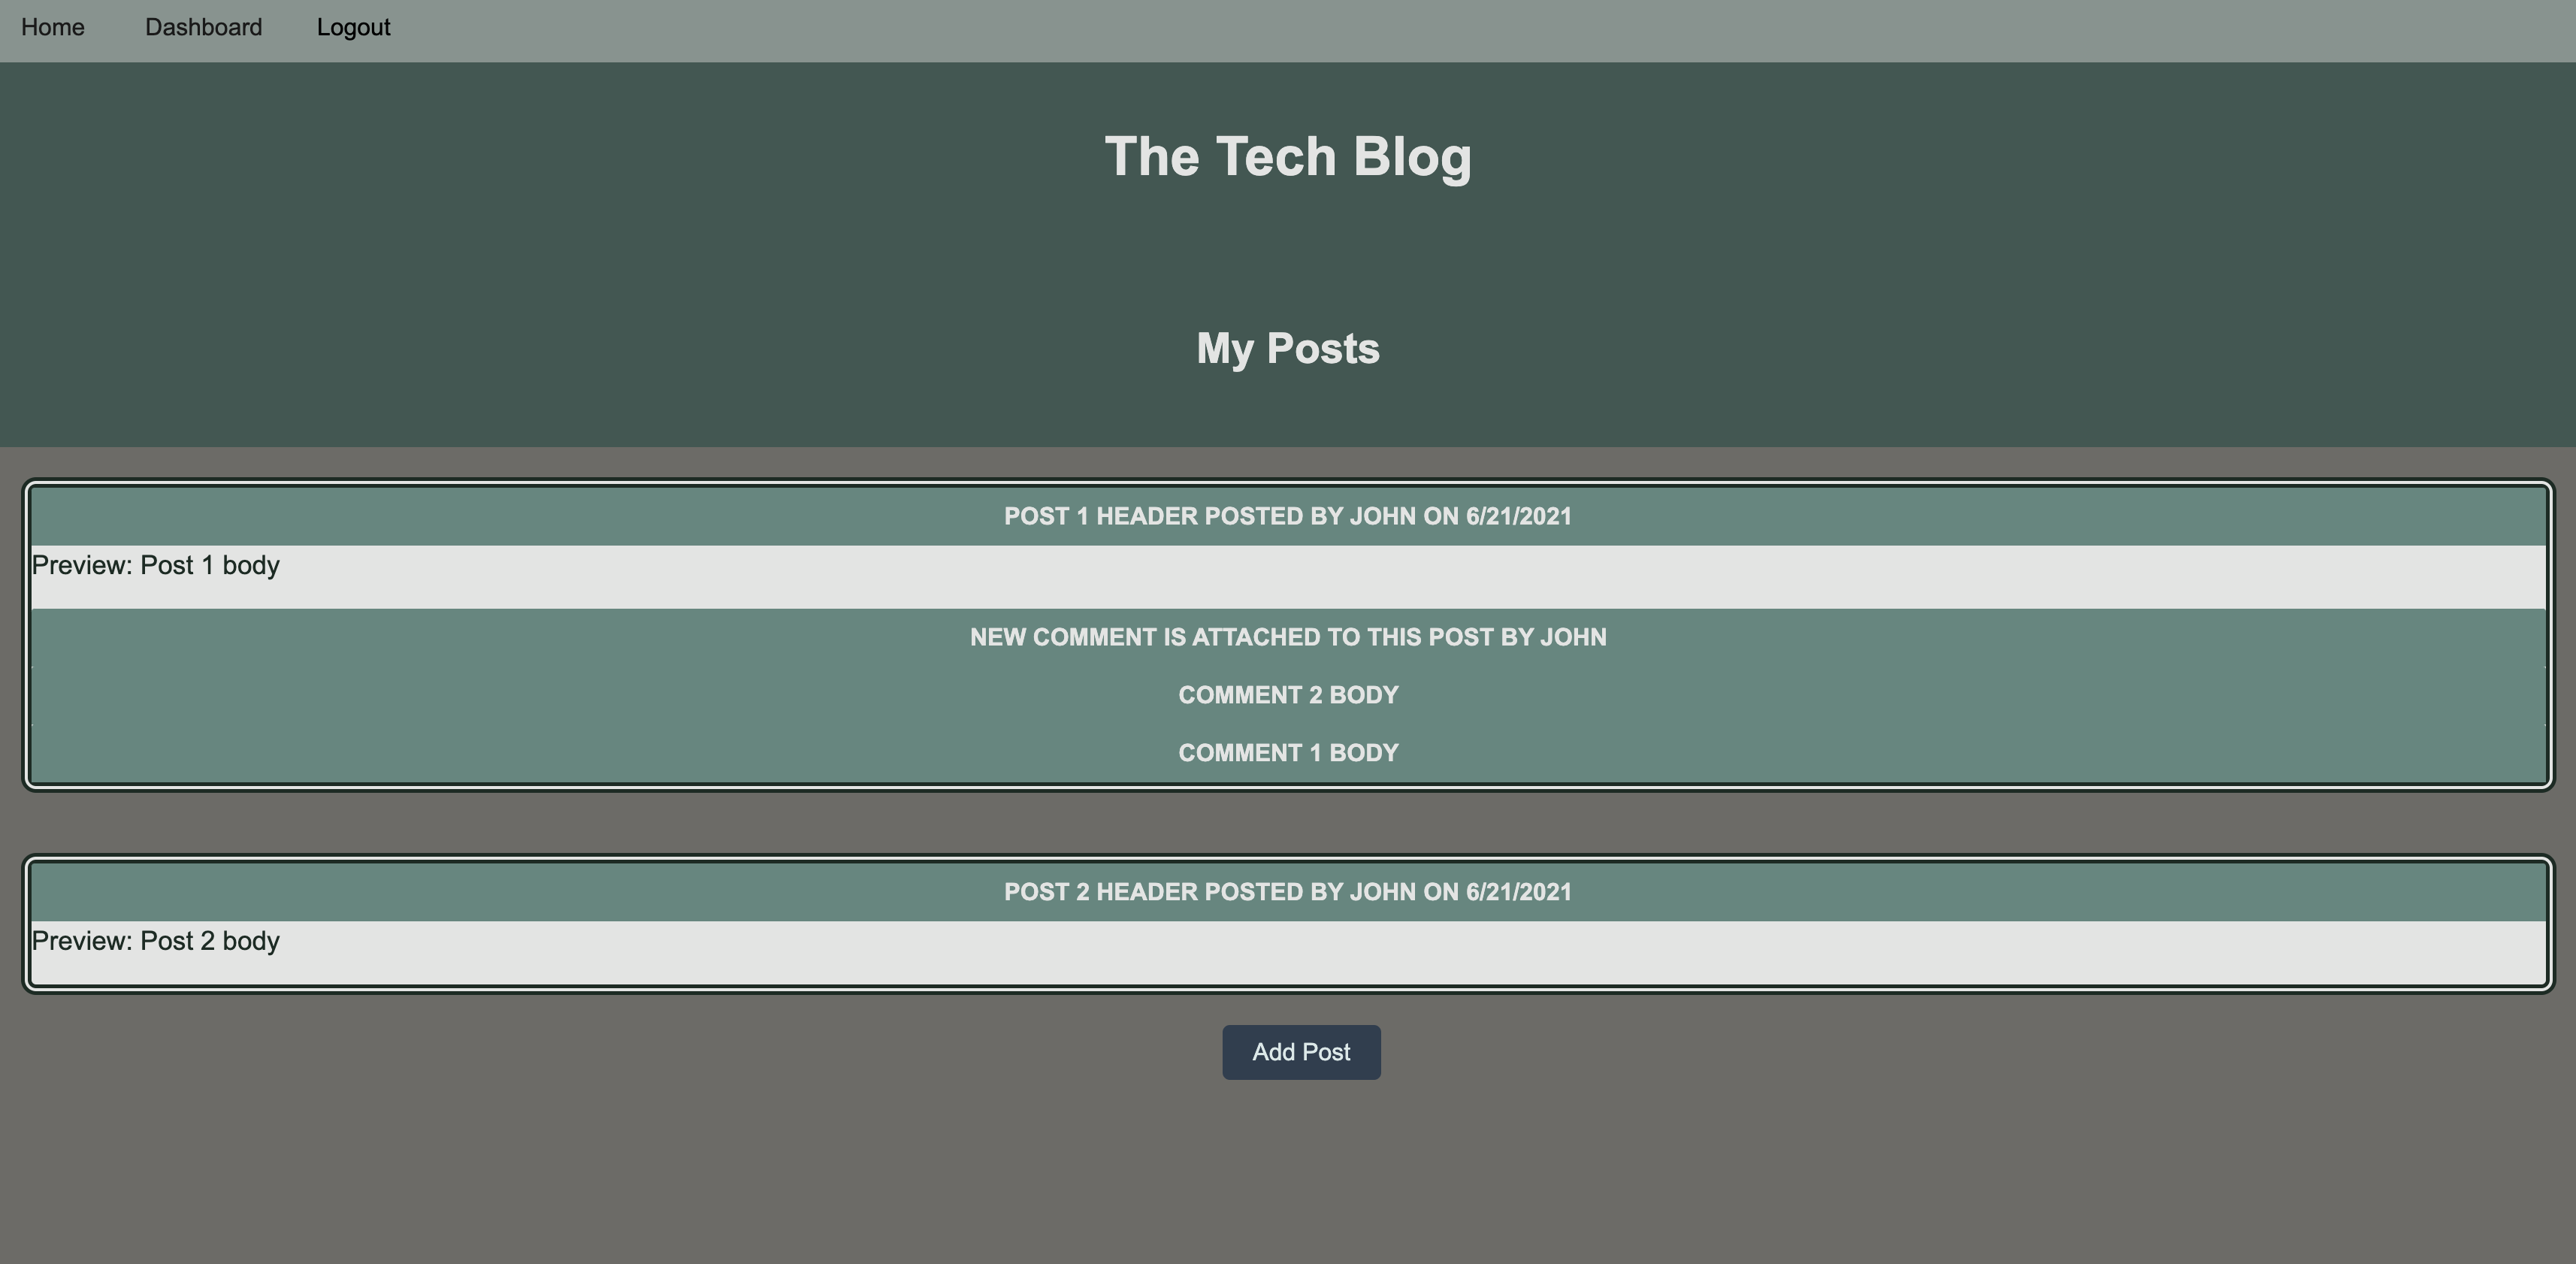 Home Dashboard Logout
The Tech Blog
My Posts
POST 1 HEADER POSTED BY JOHN ON 6/21/2021
Preview: Post 1 body
NEW COMMENT IS ATTACHED TO THIS POST BY JOHN
COMMENT 2 BODY
COMMENT 1 BODY
POST 2 HEADER POSTED BY JOHN ON 6/21/2021
Preview: Post 2 body
Add Post